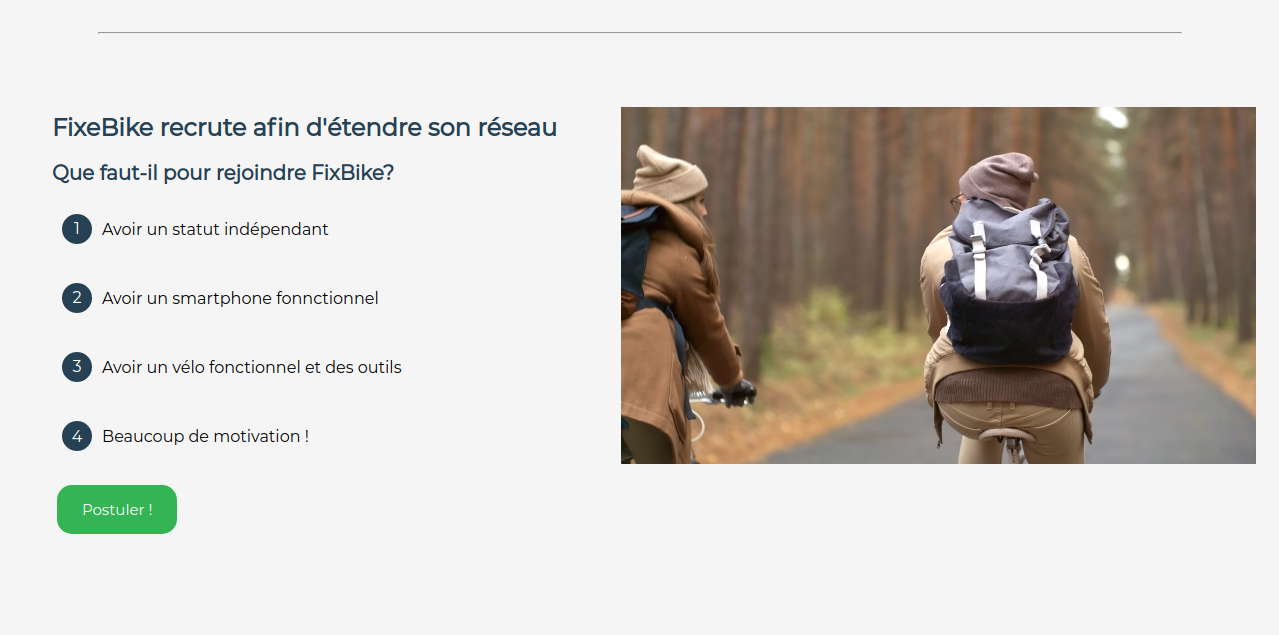 FixeBike recrute afin d'étendre son réseau
Que faut-il pour rejoindre FixBike?
1 Avoir un statut indépendant
2 Avoir un smartphone fonnctionnel
3 Avoir un vélo fonctionnel et des outils
4 Beaucoup de motivation !
Postuler !